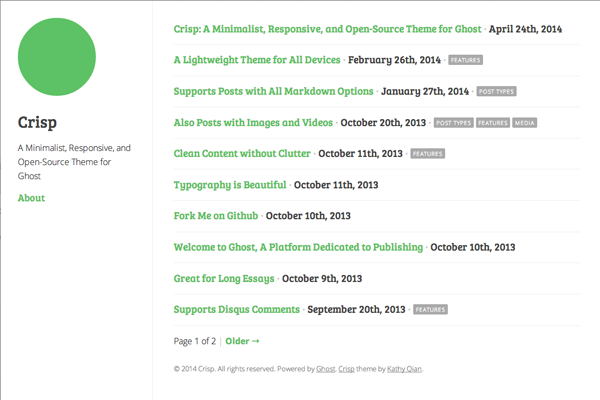 Crisp
A Minimalist, Responsive, and
Open-Source Theme for
Ghost
About
Crisp: A Minimalist, Responsive, and Open-Source Theme for Ghost · April 24th, 2014
A Lightweight Theme for All Devices · February 26th, 2014 · FEATURES
Supports Posts with All Markdown Options · January 27th, 2014 · POST TYPES
Also Posts with Images and Videos · October 20th, 2013 · POST TYPES FEATURES MEDIA
Clean Content without Clutter · October 11th, 2013 · FEATURES
Typography is Beautiful · October 11th, 2013
Fork Me on Github · October 10th, 2013
Welcome to Ghost, A Platform Dedicated to Publishing · October 10th, 2013
Great for Long Essays · October 9th, 2013
Supports Disqus Comments · September 20th, 2013 · FEATURES
Page 1 of 2 | Older →
© 2014 Crisp. All rights reserved. Powered by Ghost. Crisp theme by Kathy Qian.